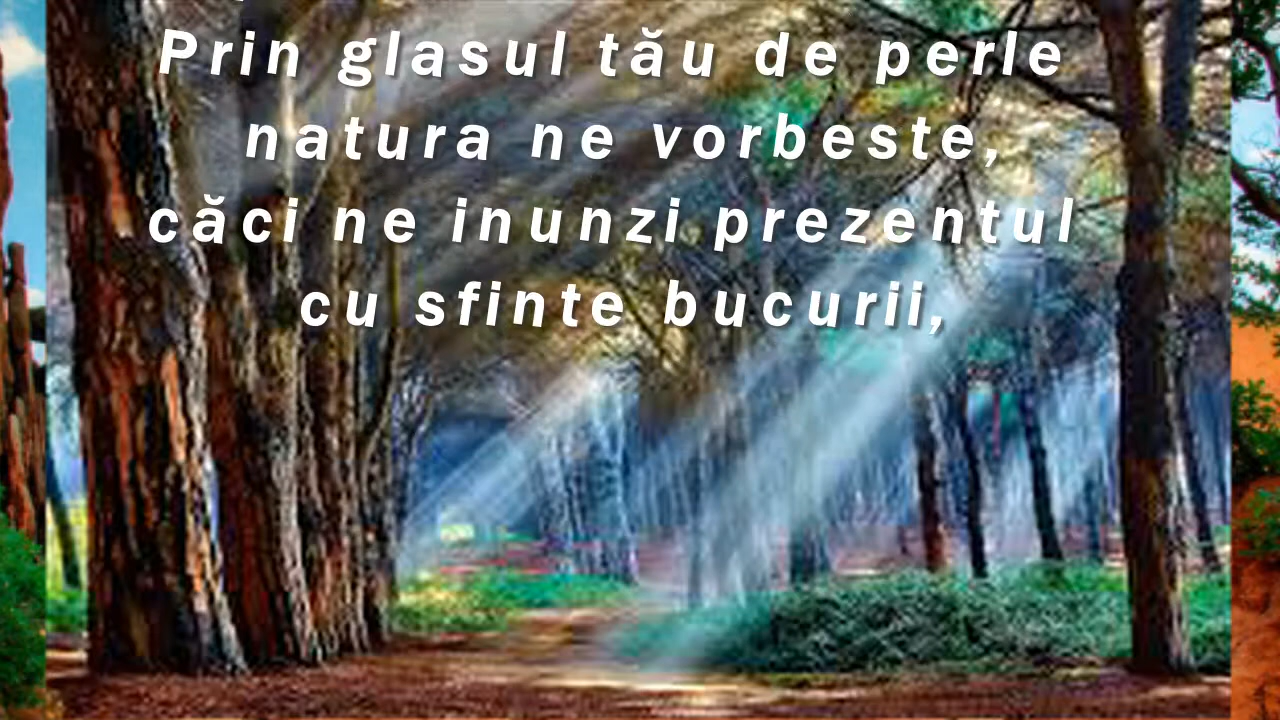 Prin glasul tău de perle
natura ne vorbeste,
căci ne inunzi prezentul
cu sfinte bucurii,